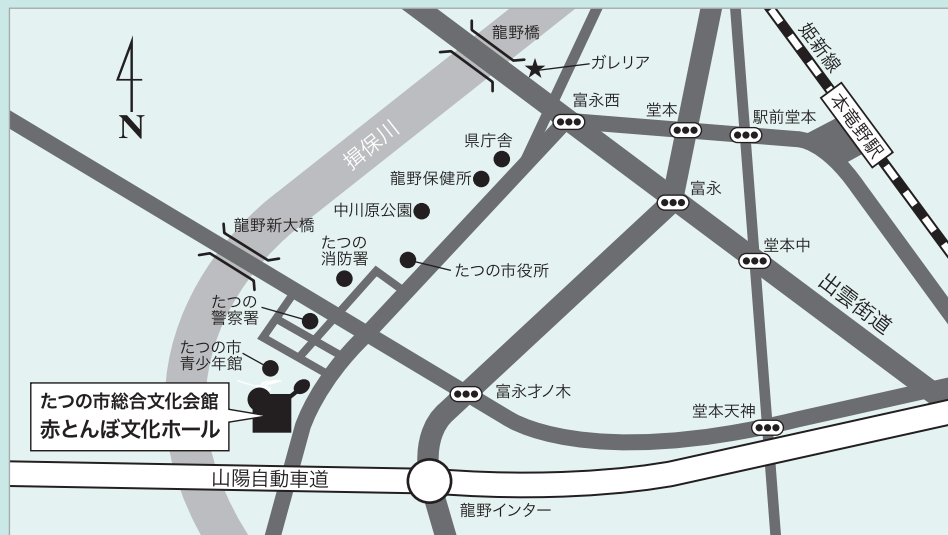 龍野橋
姫新線
ガレリア
富永西
堂本
駅前堂本
本竜野駅
N
揖保川
県庁舎
龍野保健所
富永
中川原公園
龍野新大橋
たつの
消防署
堂本中
たつの市役所
出雲街道
たつの
警察署
たつの市
青少年館
たつの市総合文化会館
赤とんぼ文化ホール
富永才ノ木
堂本天神
山陽自動車道
龍野インター